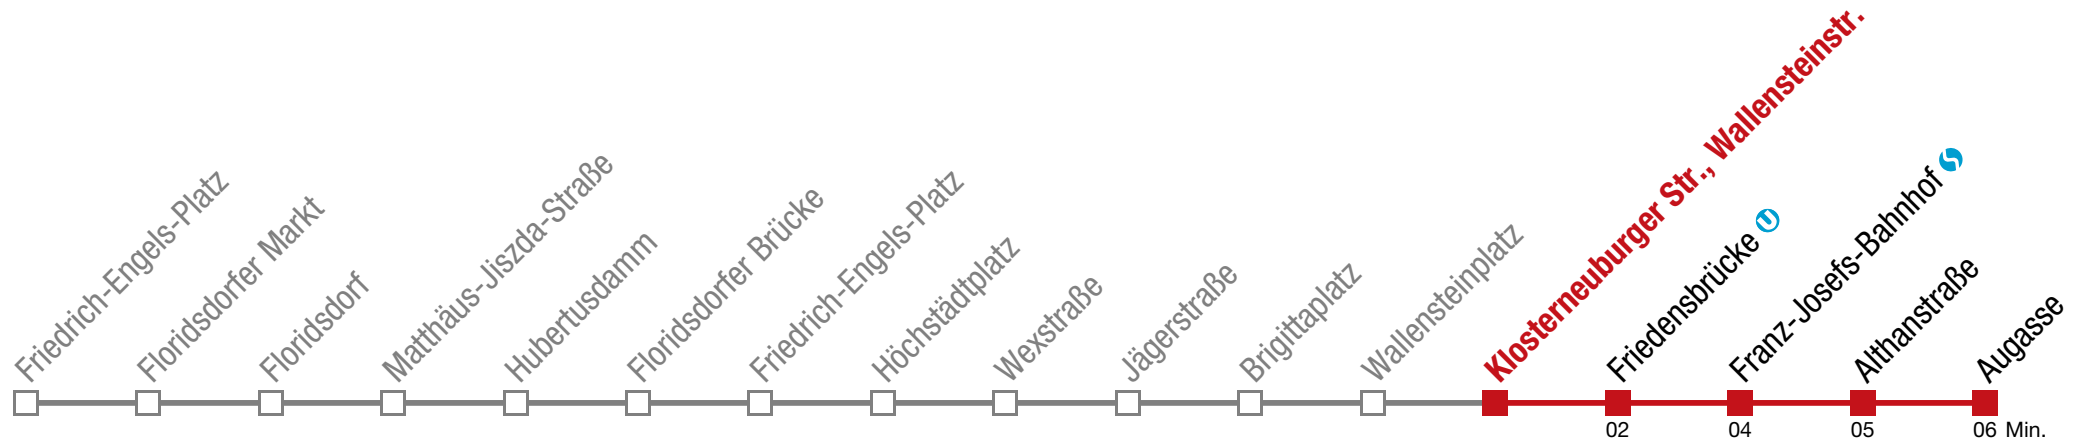 Friedrich-Engels-Platz
Floridsdorfer Markt
Floridsdorf
Matthäus-Jiszda-Straße
Hubertusdamm
Floridsdorfer Brücke
Friedrich-Engels-Platz
Höchstädtplatz
Wexstraße
Jägerstraße
Brigittaplatz
Wallensteinplatz
Klosterneuburger Str., Wallensteinstr.
Friedensbrücke U
Franz-Josefs-Bahnhof S
Althanstraße
Augasse
02 04 05 06 Min.